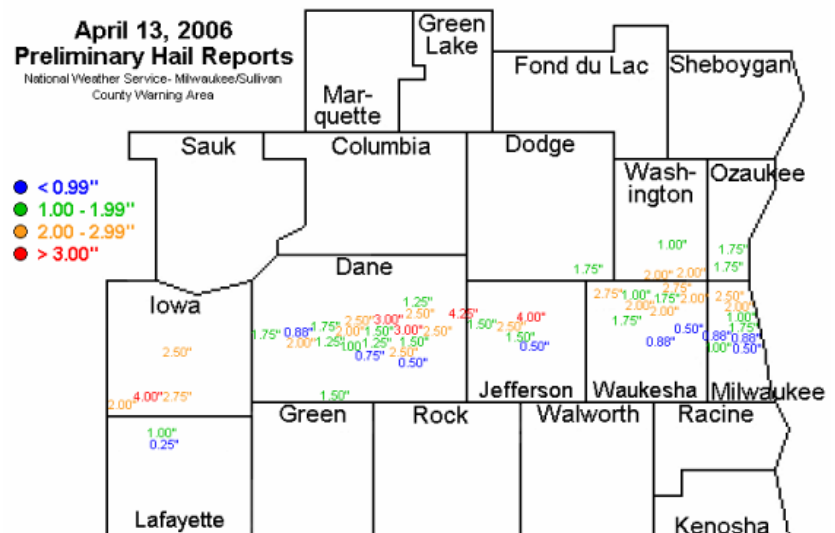 April 13, 2006
Preliminary Hail Reports
National Weather Service- Milwaukee/Sullivan
County Warning Area
< 0.99"
1.00 - 1.99"
2.00 - 2.99"
> 3.00"
Green
Lake
Mar-
quette
Fond du Lac
Sheboygan
Sauk
Columbia
Dodge
Wash-
ington
Ozaukee
1.00"
1.75"
1.75"
1.75"
2.00"
2.00"
Dane
Iowa
1.25"
2.50"
3.00"
2.50"
4.25"
1.75"
0.88"
1.75"
2.00"
1.50"
3.00"
2.50"
2.00"
1.25"
1.00
1.25"
1.50"
0.75"
2.50"
0.50"
1.50"
4.00"
1.50"
2.50"
1.50"
0.50"
Jefferson
2.75"
2.75"
1.00"
.75"
2.00"
2.00"
2.00"
1.75"
0.50"
0.88"
Waukesha
2.50"
2.00"
1.00"
1.75"
0.88"
0.88"
1.00"
0.50"
Milwaukee
2.50"
4.00"
2.75"
2.00"
Green
Rock
Walworth
Racine
1.00"
0.25"
Lafayette
Kenosha